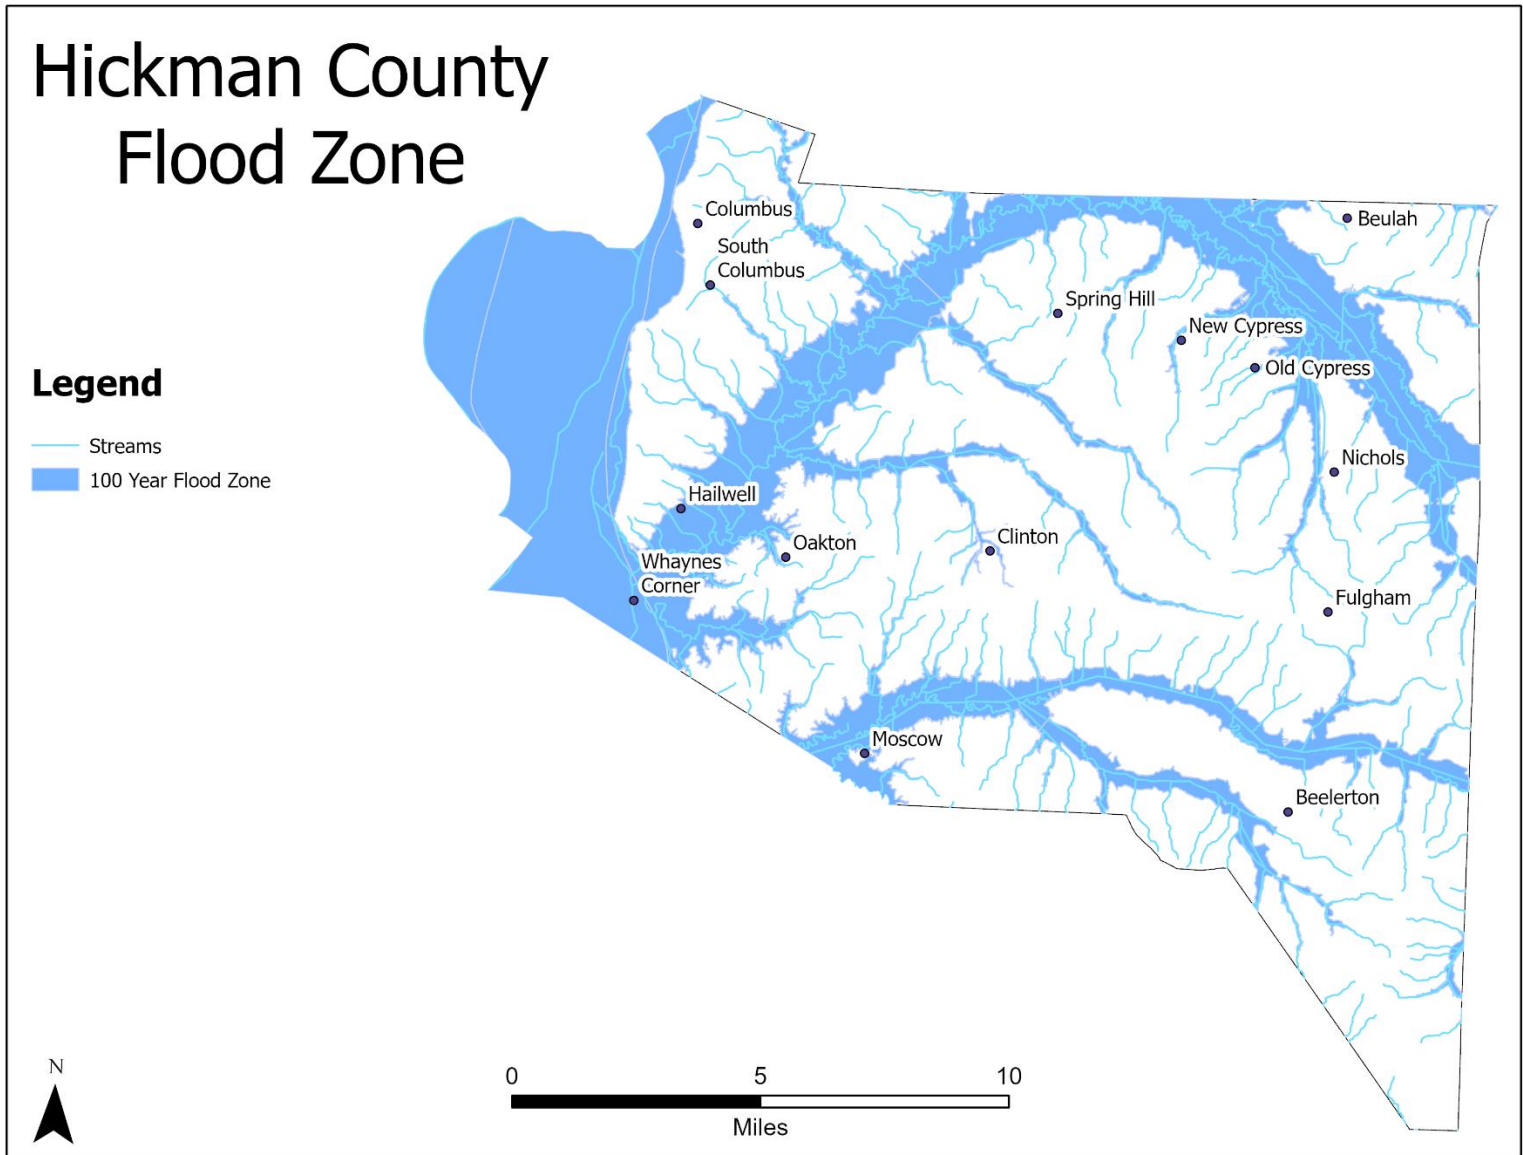 Hickman County
Flood Zone
Columbus
South
Columbus
Beulah
Spring Hill
New Cypress
Old Cypress
Legend
Streams
100 Year Flood Zone
Nichols
Hailwell
Oakton
Clinton
Whaynes
Corner
Fulgham
Moscow
Beelerton
N
0 5 10
Miles